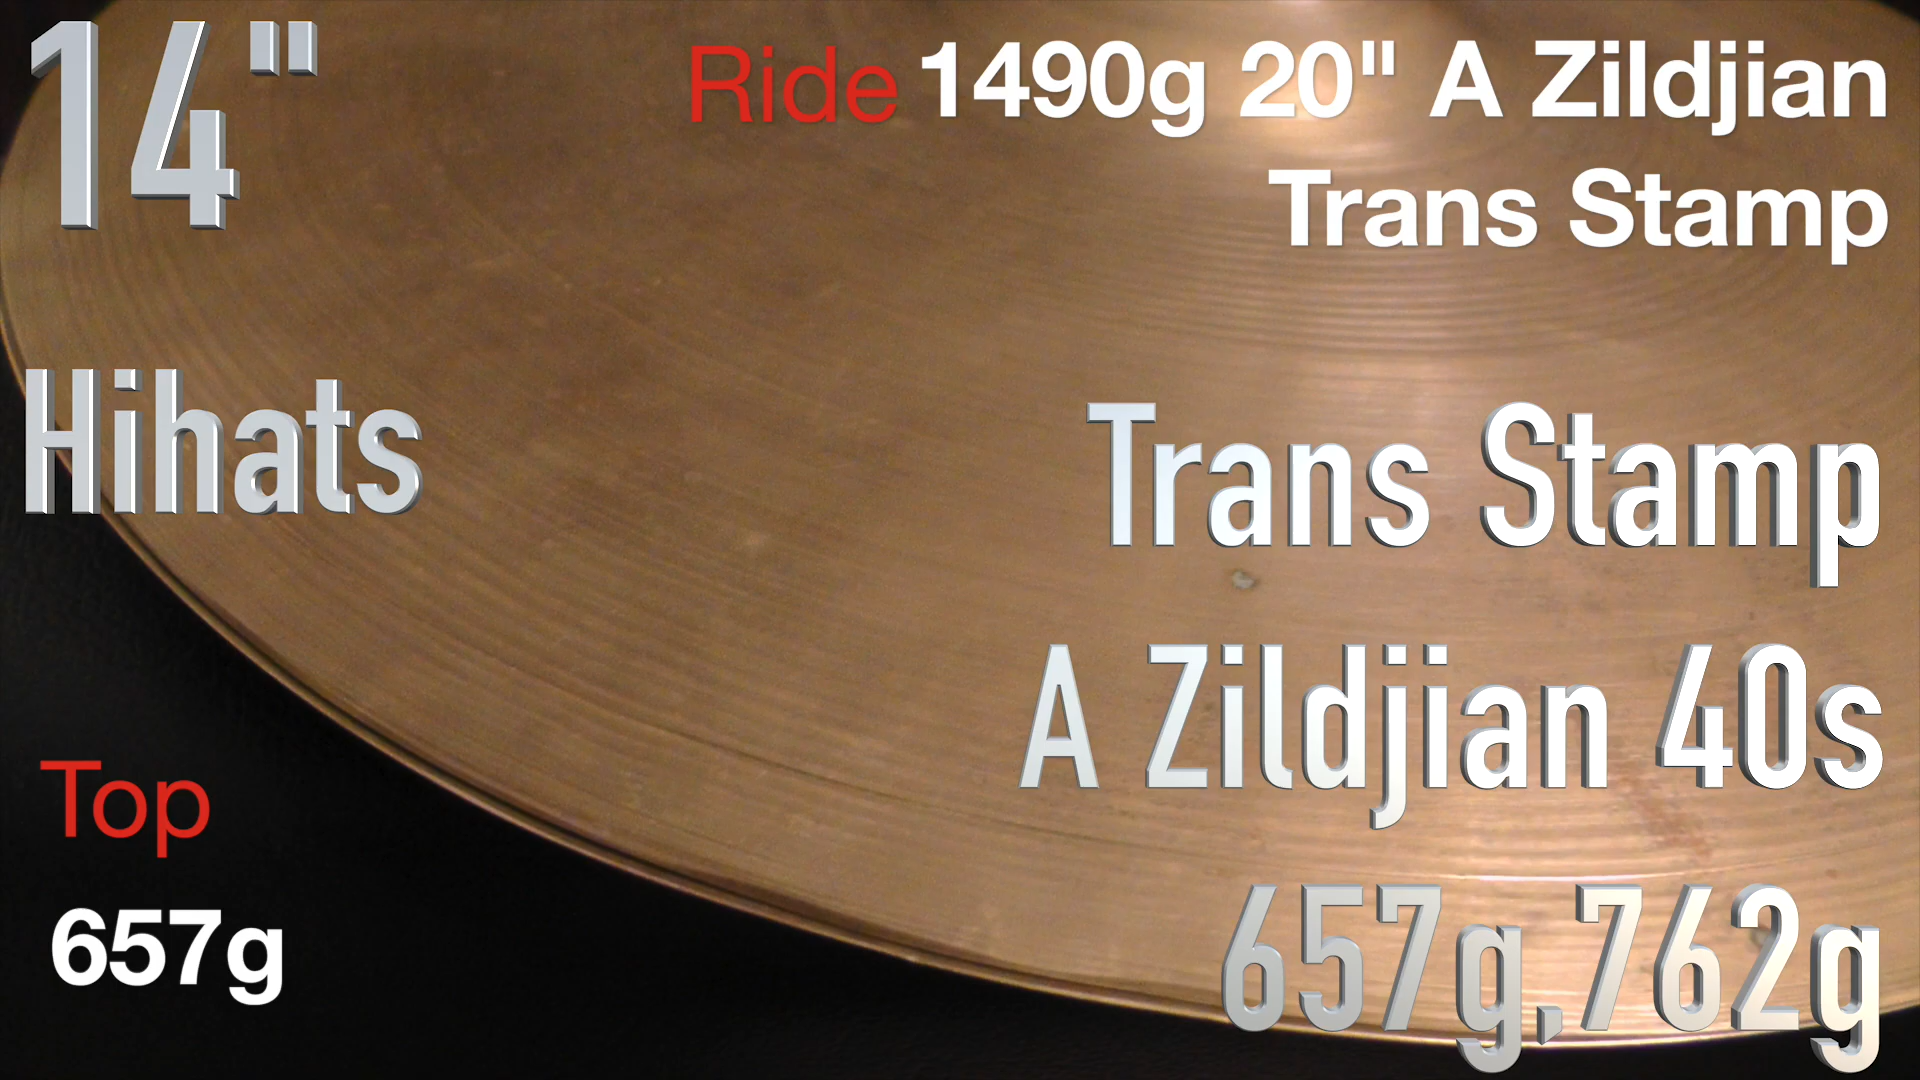 14"
Ride 1490g 20" A Zildjian
Trans Stamp
Hihats
Trans Stamp
A Zildjian 40s
Top
657g
657g,762g